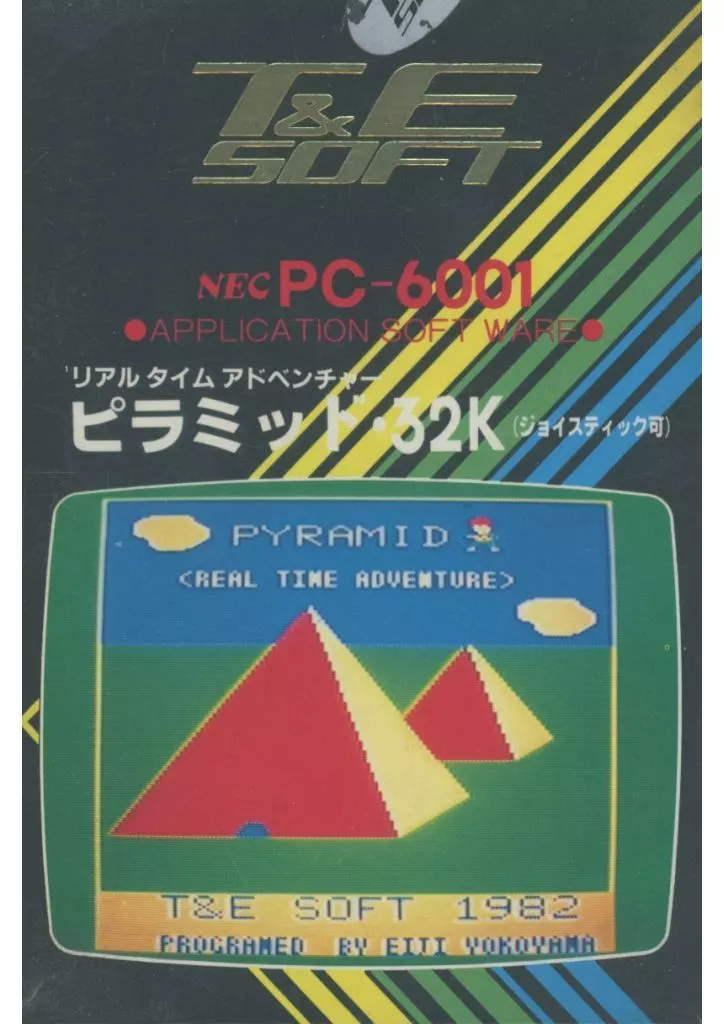 T&E
SOFT
NEC PC-6001
●APPLICATION SOFT WARE●
リアル タイム アドベンチャー
ピラミッド・32K (ジョイスティック可)
PYRAMID
<REAL TIME ADVENTURE>
T&E SOFT 1982
PROGRAMED BY EITI YOKOYAMA